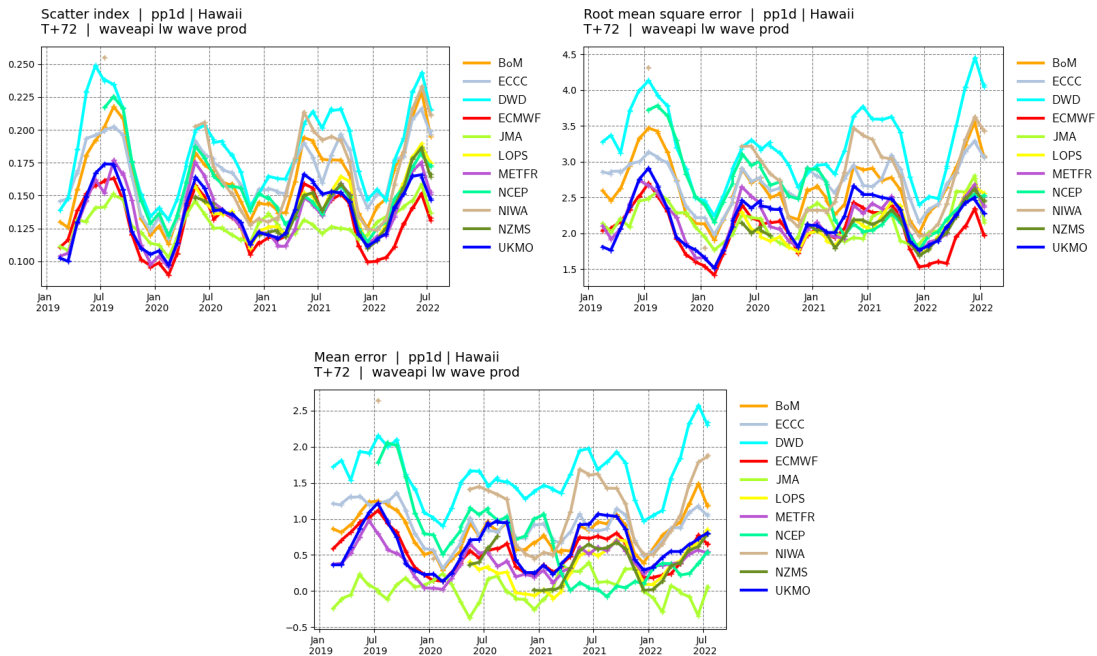 Scatter index | pp1d | Hawaii
T+72 | waveapi lw wave prod
0.250
0.225
0.200
0.175
0.150
0.125
0.100
Jan
2019
Jul
2019
Jan
2020
Jul
2020
Jan
2021
Jul
2021
Jan
2022
Jul
2022
BoM
ECCC
DWD
ECMWF
JMA
LOPS
METFR
NCEP
NIWA
NZMS
UKMO
Root mean square error | pp1d | Hawaii
T+72 | waveapi lw wave prod
4.5
4.0
3.5
3.0
2.5
2.0
1.5
Jan
2019
Jul
2019
Jan
2020
Jul
2020
Jan
2021
Jul
2021
Jan
2022
Jul
2022
BoM
ECCC
DWD
ECMWF
JMA
LOPS
METFR
NCEP
NIWA
NZMS
UKMO
Mean error | pp1d | Hawaii
T+72 | waveapi lw wave prod
2.5
2.0
1.5
1.0
0.5
0.0
−0.5
Jan
2019
Jul
2019
Jan
2020
Jul
2020
Jan
2021
Jul
2021
Jan
2022
Jul
2022
BoM
ECCC
DWD
ECMWF
JMA
LOPS
METFR
NCEP
NIWA
NZMS
UKMO